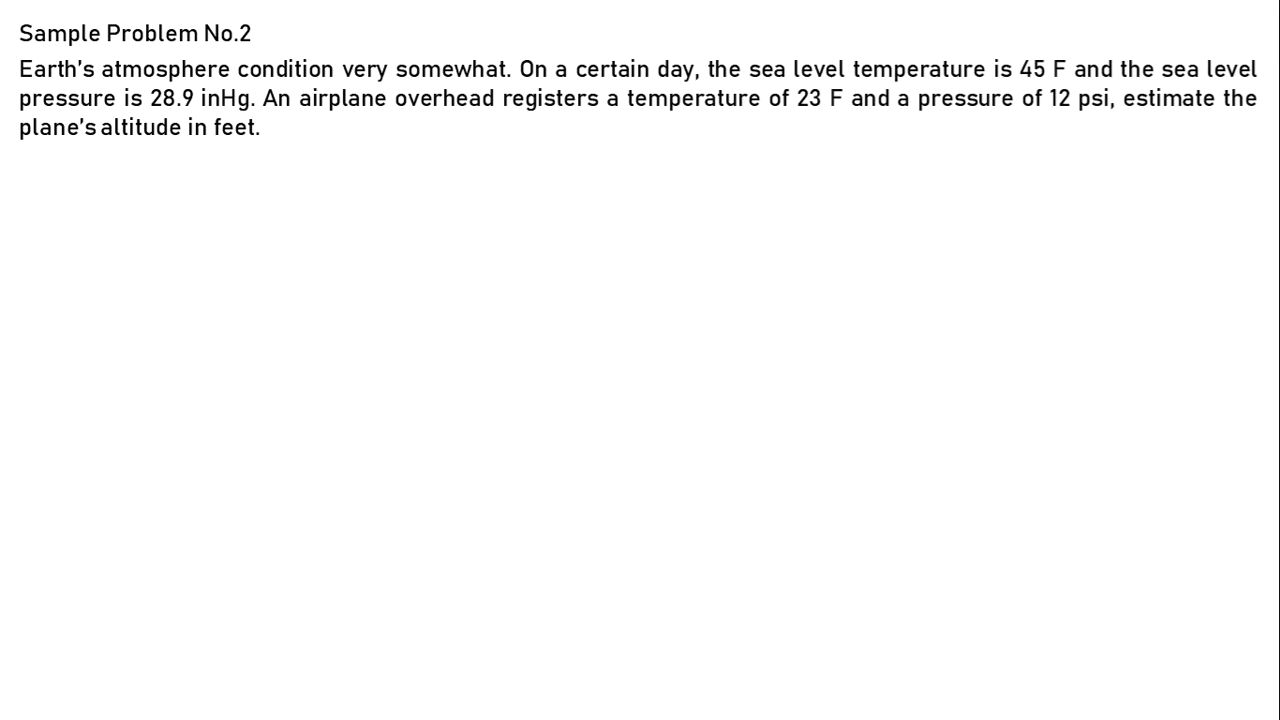 Sample Problem No.2
Earth's atmosphere condition very somewhat. On a certain day, the sea level temperature is 45 F and the sea level
pressure is 28.9 inHg. An airplane overhead registers a temperature of 23 F and a pressure of 12 psi, estimate the
plane's altitude in feet.